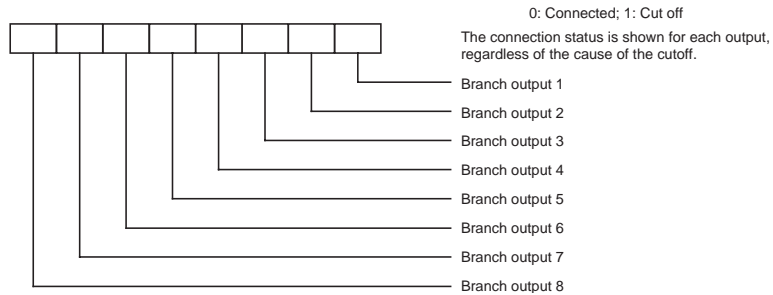 0: Connected; 1: Cut off
The connection status is shown for each output,
regardless of the cause of the cutoff.
Branch output 1
Branch output 2
Branch output 3
Branch output 4
Branch output 5
Branch output 6
Branch output 7
Branch output 8